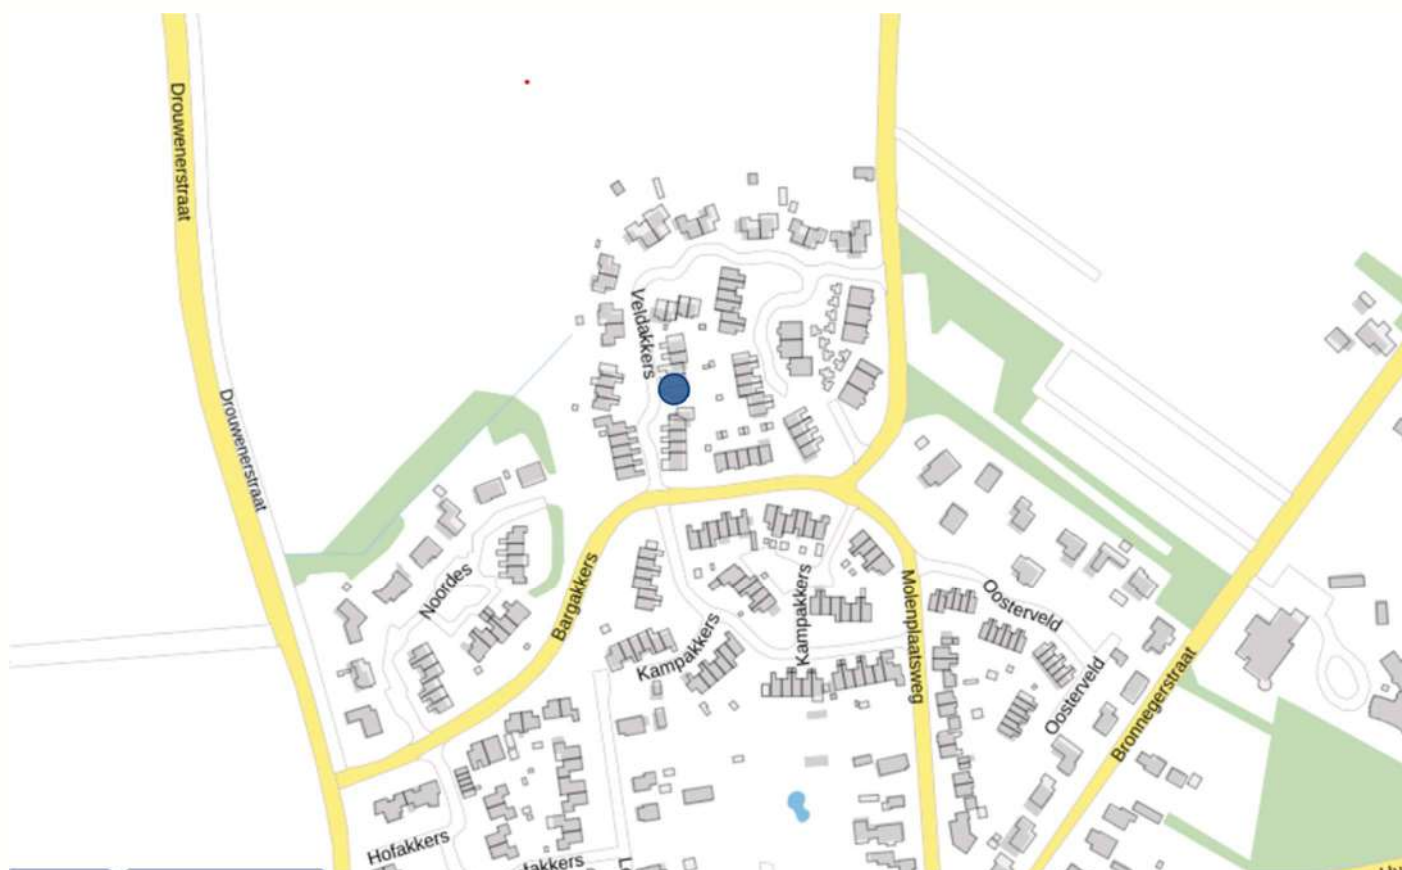 Drouwenerstraat
Veldakkers
Drouwenerstraat
Noordes
Bargakkers
Kampakkers
Kampakkers
Molenplaatsweg
Oosterveld
Oosterveld
Bronnegerstraat
Hofakkers